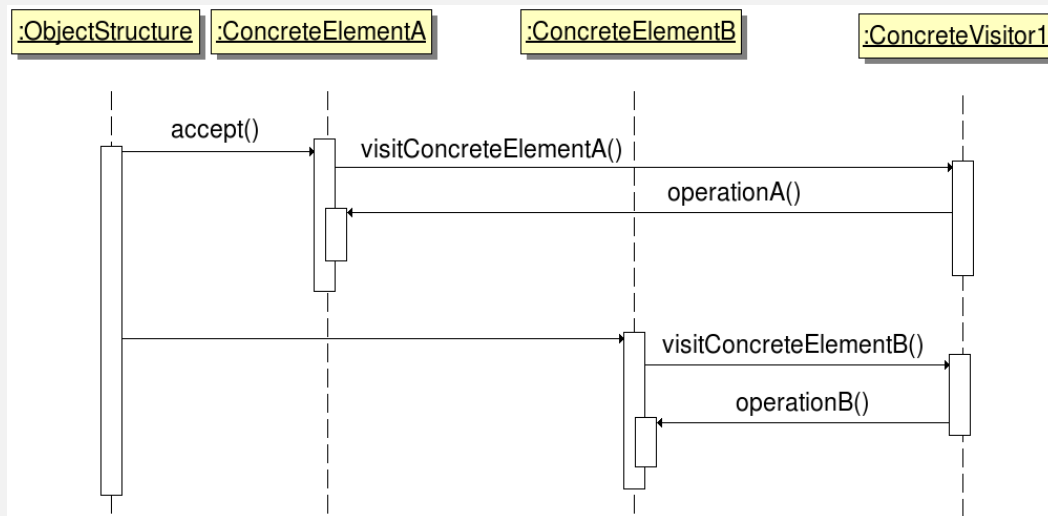 :ObjectStructure
:ConcreteElementA
:ConcreteElementB
:ConcreteVisitor1
accept()
visitConcreteElementA()
operationA()
visitConcreteElementB()
operationB()